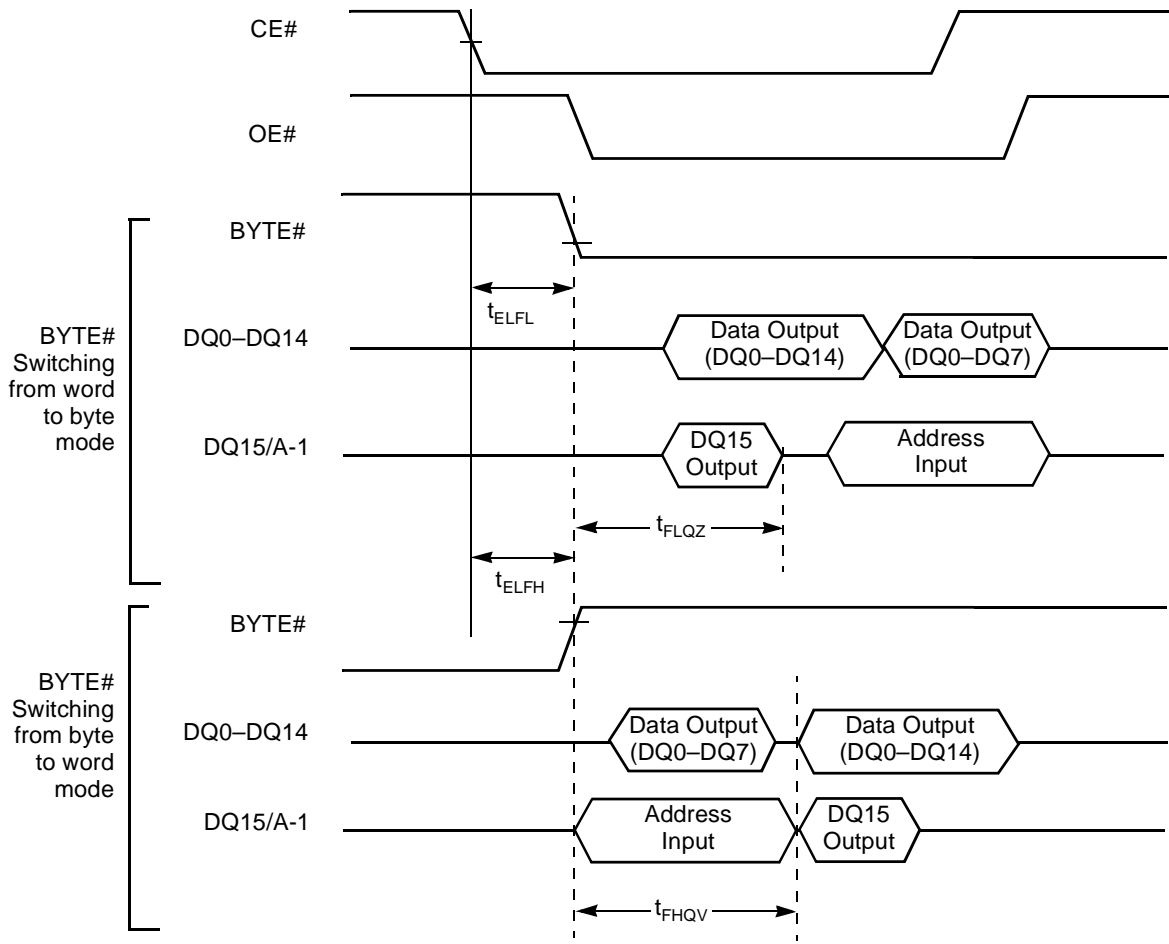 CE#
OE#
BYTE#
tELFL
BYTE#
Switching
from word
to byte
mode
DQ0–DQ14
Data Output
(DQ0–DQ14)
Data Output
(DQ0–DQ7)
DQ15/A-1
DQ15
Output
Address
Input
tFLQZ
tELFH
BYTE#
BYTE#
Switching
from byte
to word
mode
DQ0–DQ14
Data Output
(DQ0–DQ7)
Data Output
(DQ0–DQ14)
DQ15/A-1
Address
Input
DQ15
Output
tFHQV